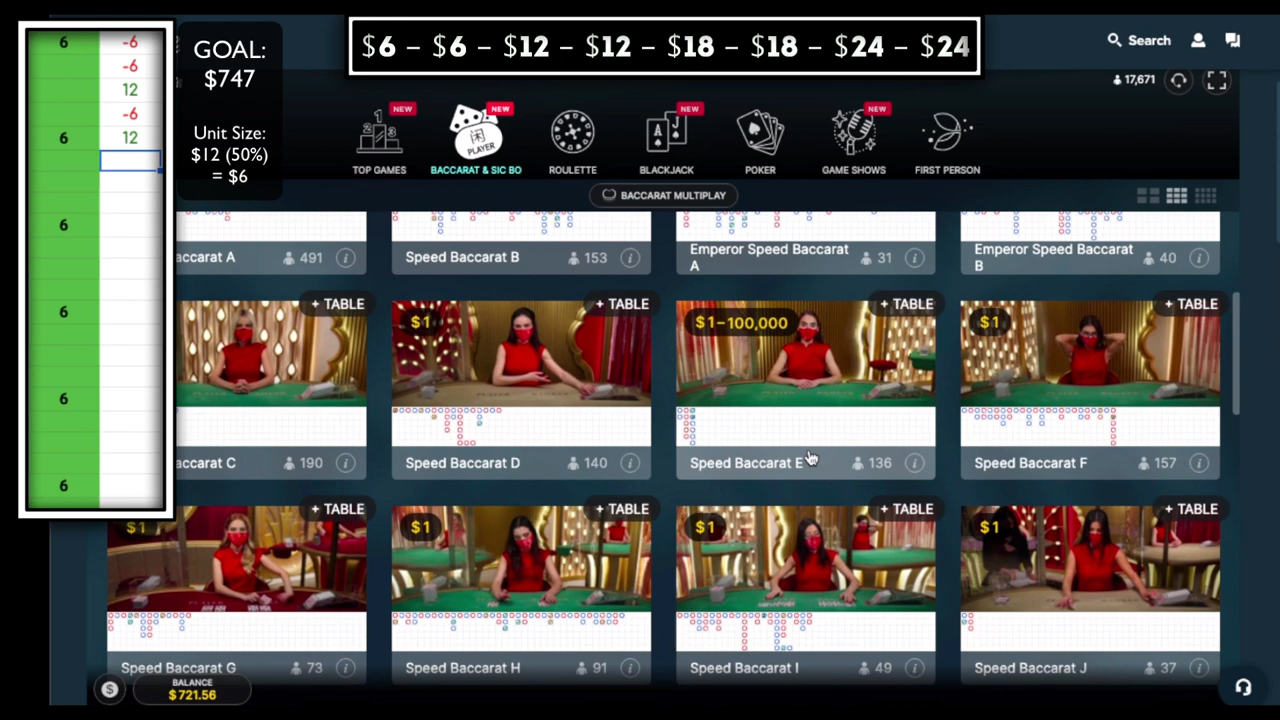 6 -6
-6
12
-6
6 12
6
6
6
6
GOAL:
$747
Unit Size:
$12 (50%)
= $6
$6 – $6 – $12 – $12 – $18 – $18 – $24 – $24
Search
17,671
NEW
TOP GAMES
NEW
闲
PLAYER
BACCARAT & SIC BO
ROULETTE
NEW
BLACKJACK
POKER
NEW
GAME SHOWS
FIRST PERSON
BACCARAT MULTIPLAY
accarat A 491
Speed Baccarat B 153
Emperor Speed Baccarat
A 31
Emperor Speed Baccarat
B 40
+ TABLE
accarat C 190
+ TABLE
$1
Speed Baccarat D 140
+ TABLE
$1–100,000
Speed Baccarat E 136
+ TABLE
$1
Speed Baccarat F 157
+ TABLE
$1
Speed Baccarat G 73
+ TABLE
$1
Speed Baccarat H 91
+ TABLE
$1
Speed Baccarat I 49
+ TABLE
$1
Speed Baccarat J 37
BALANCE
$721.56